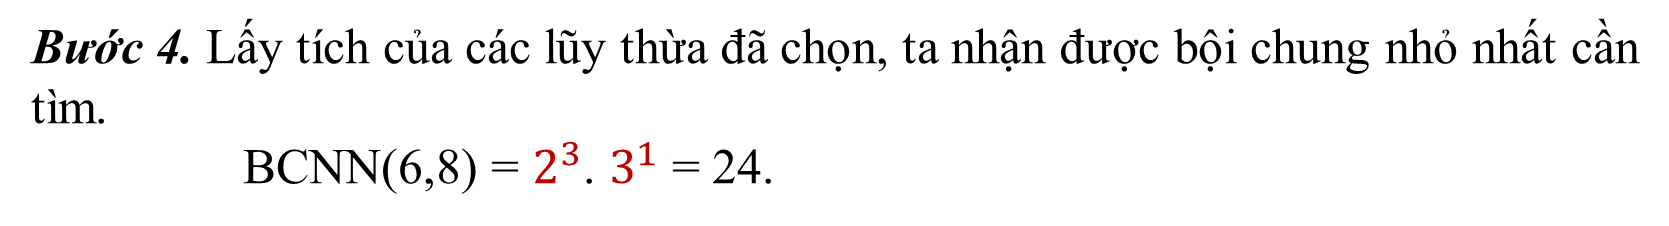 Bước 4. Lấy tích của các lũy thừa đã chọn, ta nhận được bội chung nhỏ nhất cần
tìm.
BCNN(6,8) = 2³. 3¹ = 24.